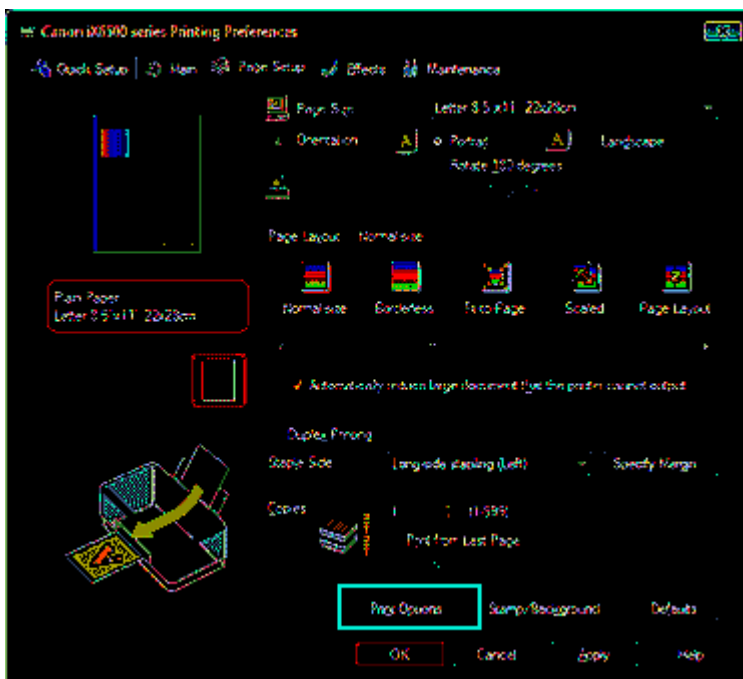 Canon iX6500 series Printing Preferences
Quick Setup Main Page Setup Effects Maintenance
Page Size Letter 8.5"x11" 22x28cm
Orientation A Portrait A Landscape
Rotate 180 degrees
Page Layout Normal-size
Normal-size Borderless Fit-to-Page Scaled Page Layout
Plain Paper
Letter 8.5"x11" 22x28cm
Automatically reduce large document that the printer cannot output
Duplex Printing
Staple Side Long-side stapling (Left) Specify Margin
Copies (1-999)
Print from Last Page
Print Options Stamp/Background Defaults
OK Cancel Apply Help